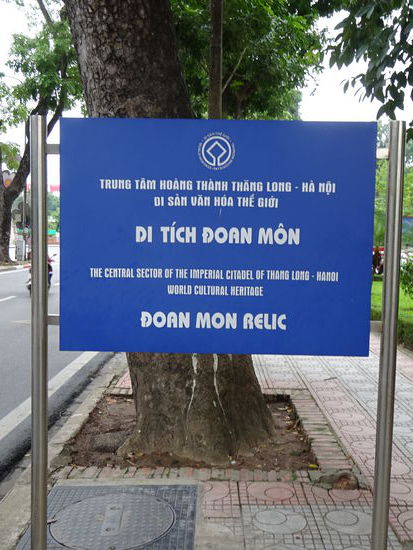 TRUNG TÂM HOÀNG THÀNH THĂNG LONG - HÀ NỘI
DI SẢN VĂN HÓA THẾ GIỚI
DI TÍCH ĐOAN MÔN
THE CENTRAL SECTOR OF THE IMPERIAL CITADEL OF THANG LONG - HANOI
WORLD CULTURAL HERITAGE
ĐOAN MON RELIC